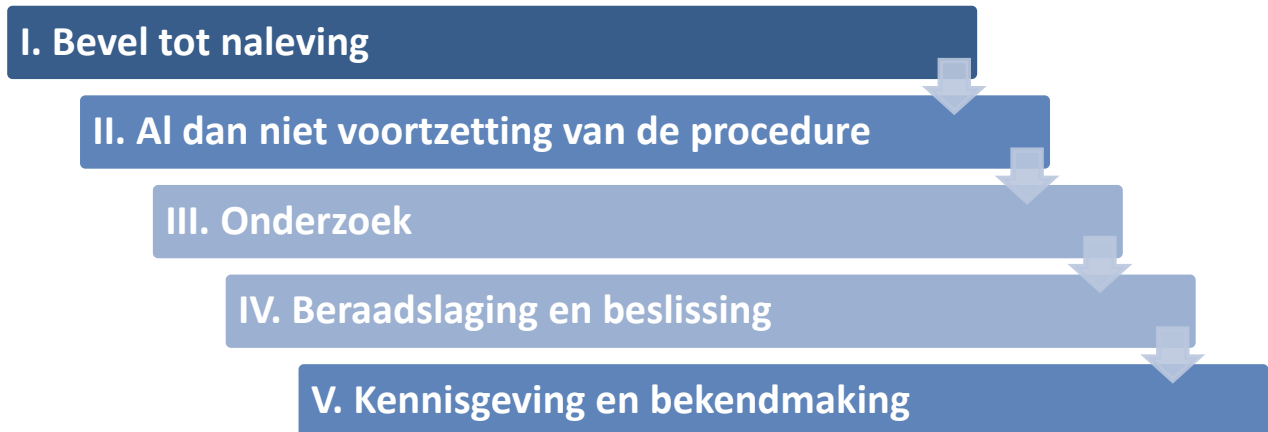 I. Bevel tot naleving
II. Al dan niet voortzetting van de procedure
III. Onderzoek
IV. Beraadslaging en beslissing
V. Kennisgeving en bekendmaking